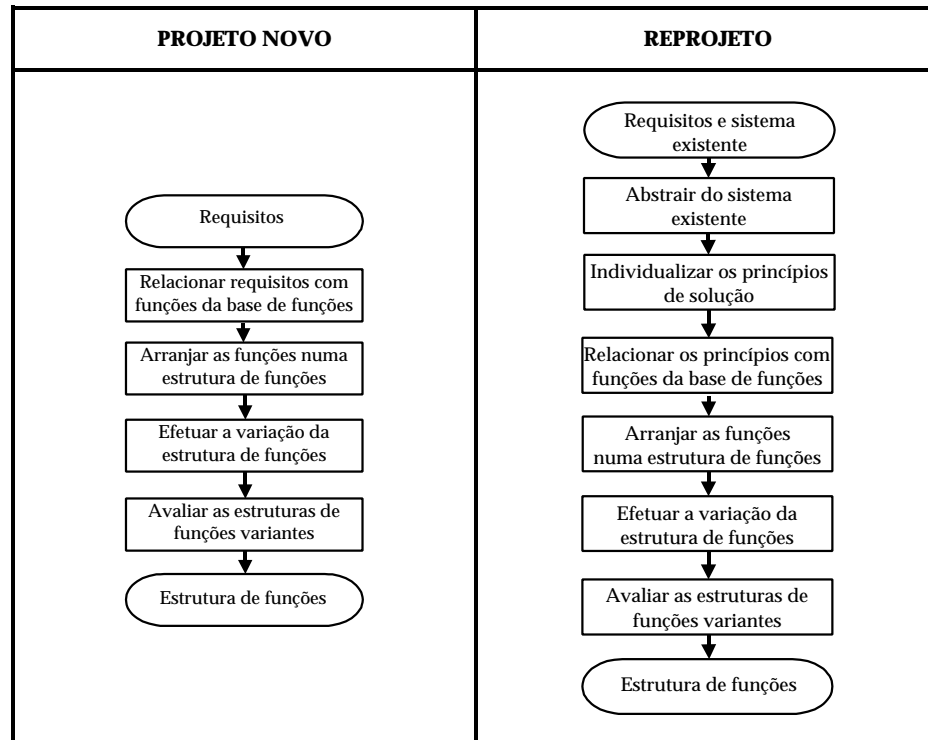 PROJETO NOVO
Requisitos
Relacionar requisitos com
funções da base de funções
Arranjar as funções numa
estrutura de funções
Efetuar a variação da
estrutura de funções
Avaliar as estruturas de
funções variantes
Estrutura de funções
REPROJETO
Requisitos e sistema
existente
Abstrair do sistema
existente
Individualizar os princípios
de solução
Relacionar os princípios com
funções da base de funções
Arranjar as funções
numa estrutura de funções
Efetuar a variação da
estrutura de funções
Avaliar as estruturas de
funções variantes
Estrutura de funções